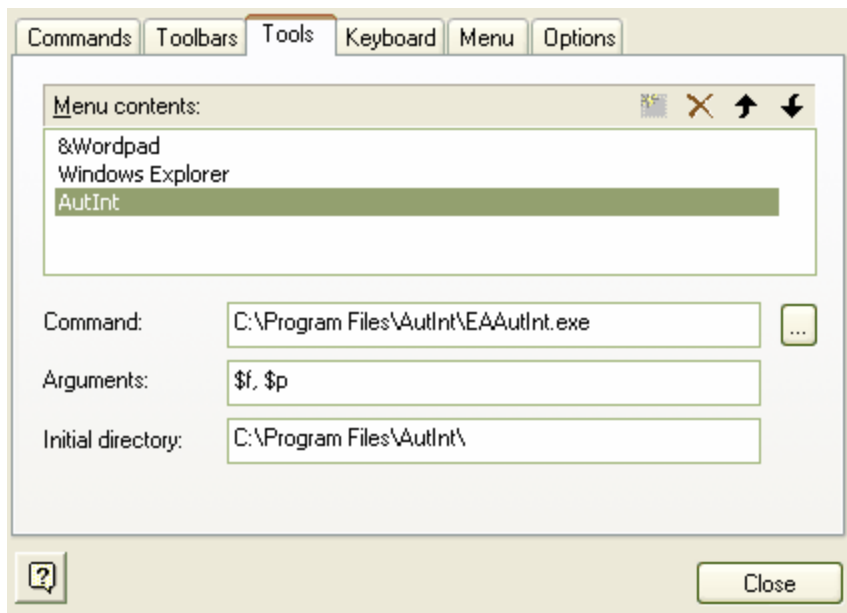 Commands Toolbars Tools Keyboard Menu Options
Menu contents:
&Wordpad
Windows Explorer
AutInt
Command: C:\Program Files\AutInt\EAAutInt.exe ...
Arguments: $f, $p
Initial directory: C:\Program Files\AutInt\
? Close